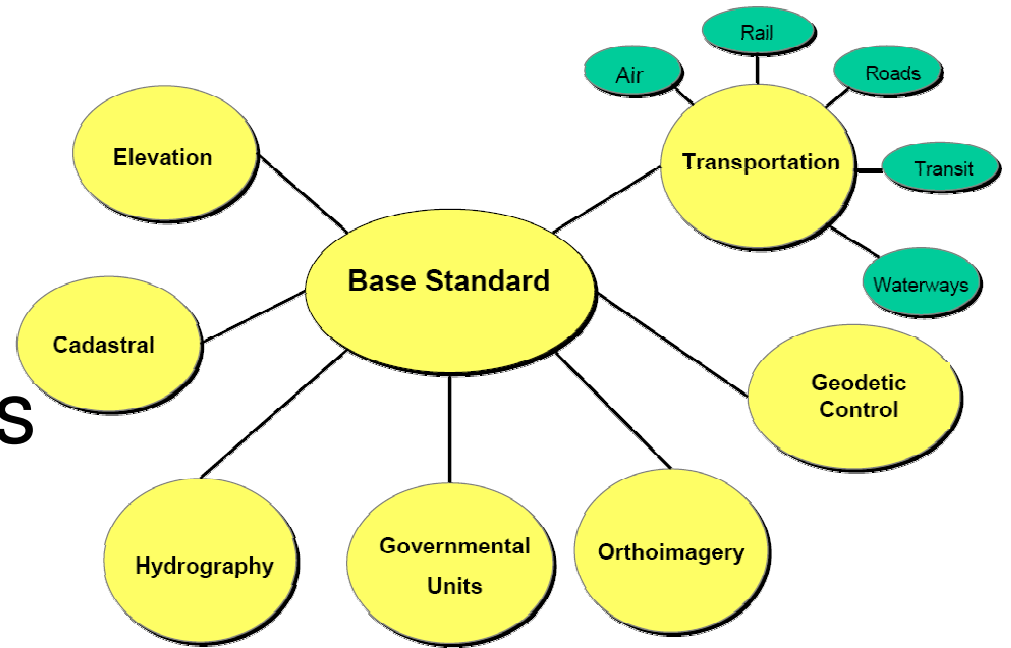 Rail
Air
Roads
Elevation
Transportation
Transit
Base Standard
Waterways
Cadastral
Geodetic
Control
s
Hydrography
Governmental
Units
Orthoimagery